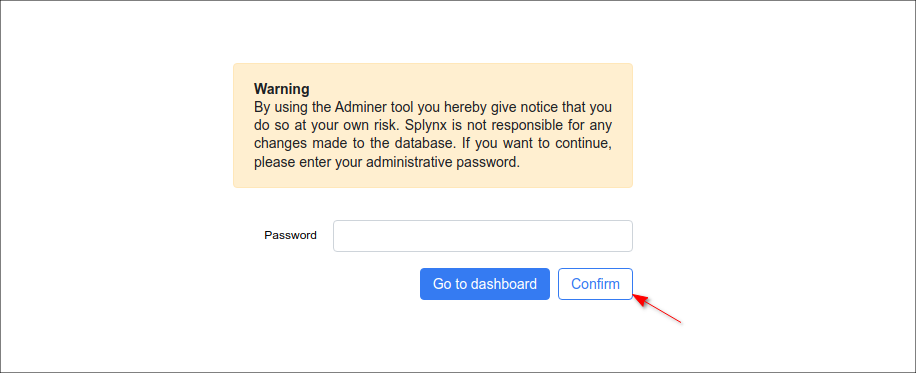 Warning
By using the Adminer tool you hereby give notice that you
do so at your own risk. Splynx is not responsible for any
changes made to the database. If you want to continue,
please enter your administrative password.
Password
Go to dashboard
Confirm